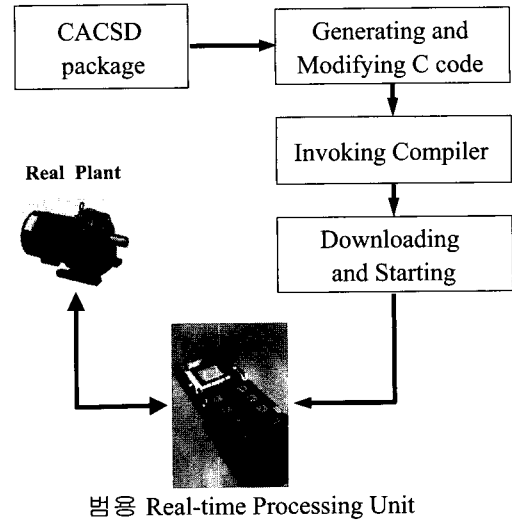 CACSD
package
Generating and
Modifying C code
Invoking Compiler
Real Plant
Downloading
and Starting
범용 Real-time Processing Unit